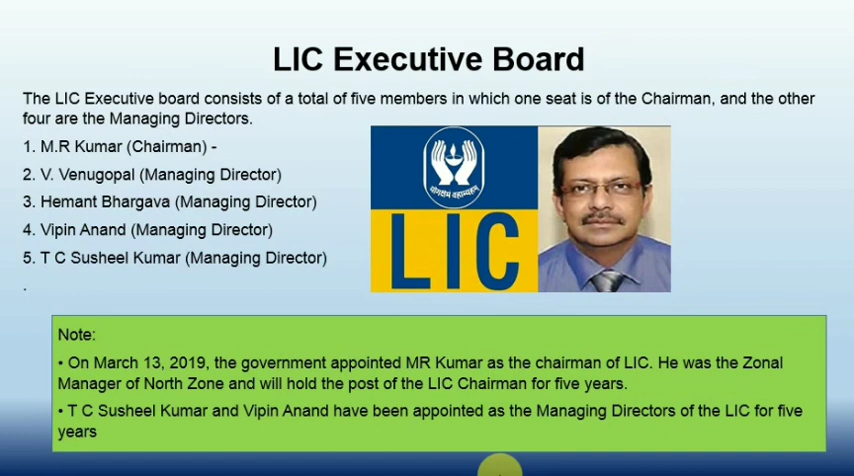 LIC Executive Board
The LIC Executive board consists of a total of five members in which one seat is of the Chairman, and the other
four are the Managing Directors.
1. M.R Kumar (Chairman) -
2. V. Venugopal (Managing Director)
3. Hemant Bhargava (Managing Director)
4. Vipin Anand (Managing Director)
5. T C Susheel Kumar (Managing Director)
.
योगक्षेमं वहाम्यहम्
LIC
Note:
• On March 13, 2019, the government appointed MR Kumar as the chairman of LIC. He was the Zonal
Manager of North Zone and will hold the post of the LIC Chairman for five years.
• T C Susheel Kumar and Vipin Anand have been appointed as the Managing Directors of the LIC for five
years